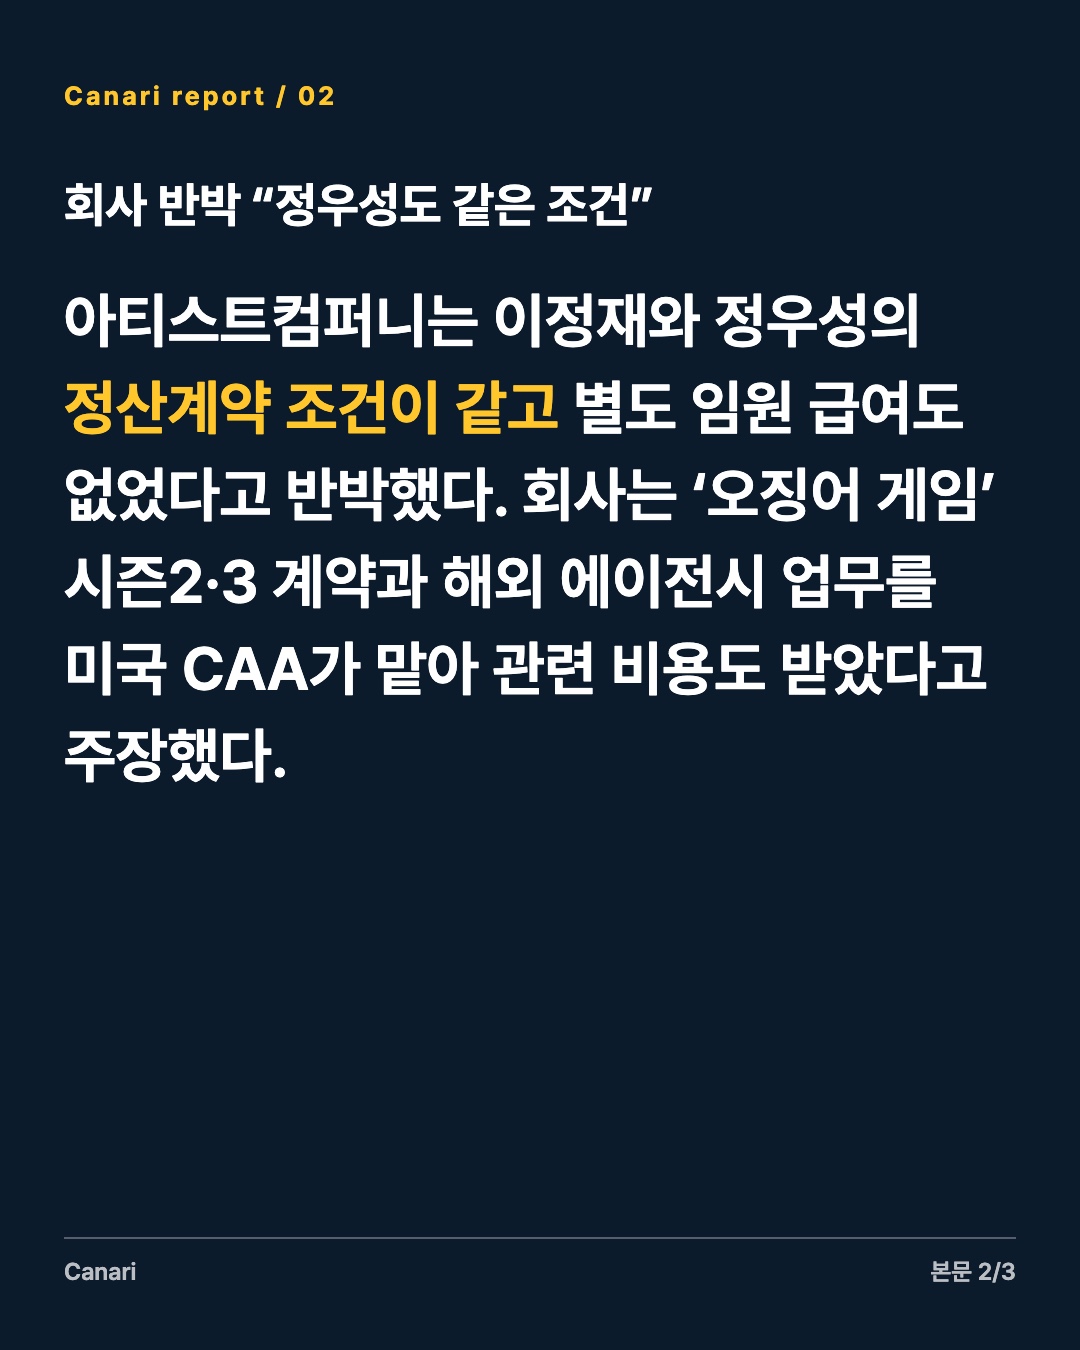 Canari report / 02
회사 반박 “정우성도 같은 조건”
아티스트컴퍼니는 이정재와 정우성의
정산계약 조건이 같고 별도 임원 급여도
없었다고 반박했다. 회사는 ‘오징어 게임’
시즌2·3 계약과 해외 에이전시 업무를
미국 CAA가 맡아 관련 비용도 받았다고
주장했다.
Canari
본문 2/3